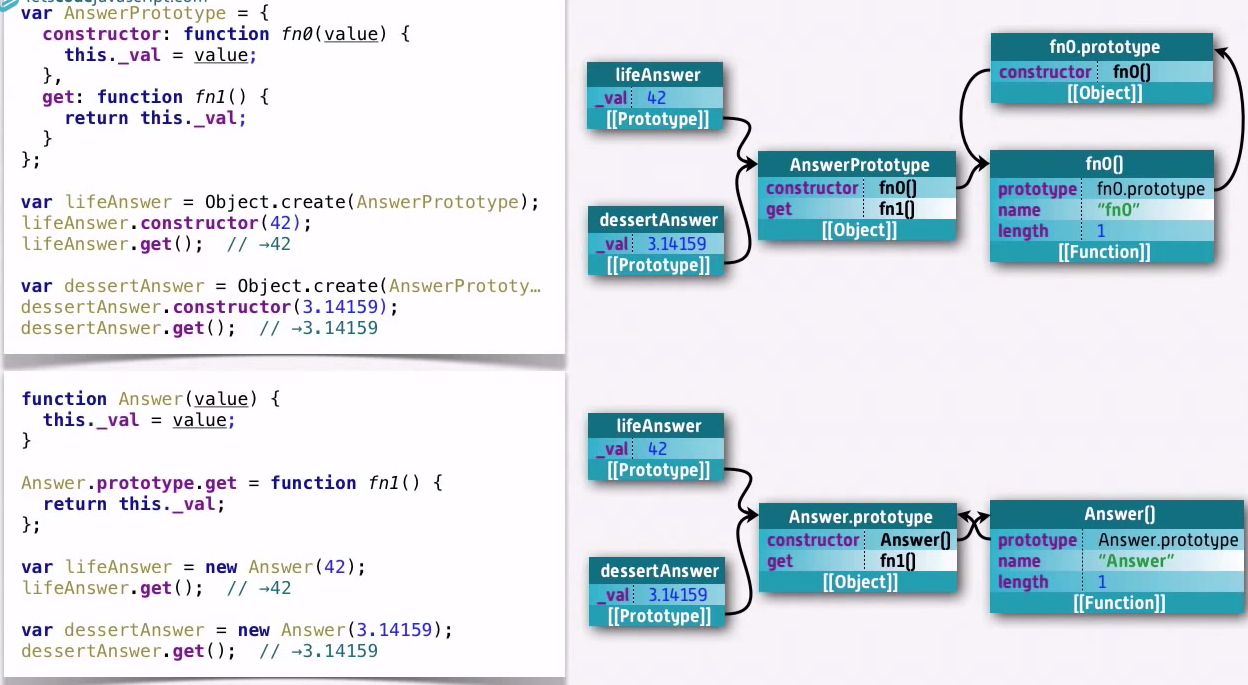 letscodejavascript.com
var AnswerPrototype = {
  constructor: function fn0(value) {
    this._val = value;
  },
  get: function fn1() {
    return this._val;
  }
};
var lifeAnswer = Object.create(AnswerPrototype);
lifeAnswer.constructor(42);
lifeAnswer.get();  // →42
var dessertAnswer = Object.create(AnswerPrototy…
dessertAnswer.constructor(3.14159);
dessertAnswer.get();  // →3.14159
lifeAnswer
_val 42
[[Prototype]]
dessertAnswer
_val 3.14159
[[Prototype]]
AnswerPrototype
constructor fn0()
get fn1()
[[Object]]
fn0.prototype
constructor fn0()
[[Object]]
fn0()
prototype fn0.prototype
name "fn0"
length 1
[[Function]]
function Answer(value) {
  this._val = value;
}
Answer.prototype.get = function fn1() {
  return this._val;
};
var lifeAnswer = new Answer(42);
lifeAnswer.get();  // →42
var dessertAnswer = new Answer(3.14159);
dessertAnswer.get();  // →3.14159
lifeAnswer
_val 42
[[Prototype]]
dessertAnswer
_val 3.14159
[[Prototype]]
Answer.prototype
constructor Answer()
get fn1()
[[Object]]
Answer()
prototype Answer.prototype
name "Answer"
length 1
[[Function]]